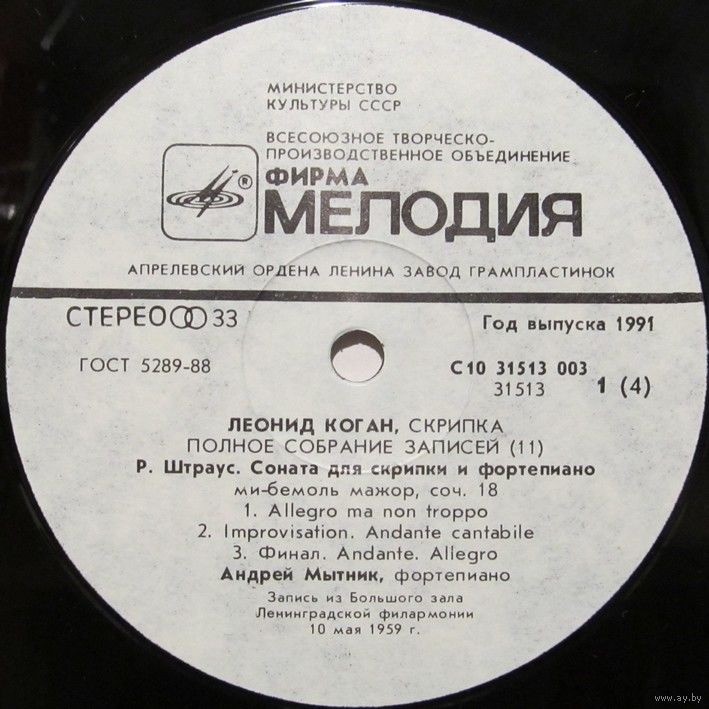 МИНИСТЕРСТВО
КУЛЬТУРЫ СССР
ВСЕСОЮЗНОЕ ТВОРЧЕСКО-
ПРОИЗВОДСТВЕННОЕ ОБЪЕДИНЕНИЕ
®
ФИРМА
МЕЛОДИЯ
АПРЕЛЕВСКИЙ ОРДЕНА ЛЕНИНА ЗАВОД ГРАМПЛАСТИНОК
СТЕРЕО 33
Год выпуска 1991
ГОСТ 5289-88
С10 31513 003
31513 1 (4)
ЛЕОНИД КОГАН, СКРИПКА
ПОЛНОЕ СОБРАНИЕ ЗАПИСЕЙ (11)
Р. Штраус. Соната для скрипки и фортепиано
ми-бемоль мажор, соч. 18
1. Allegro ma non troppo
2. Improvisation. Andante cantabile
3. Финал. Andante. Allegro
Андрей Мытник, фортепиано
Запись из Большого зала
Ленинградской филармонии
10 мая 1959 г.
www.ay.by